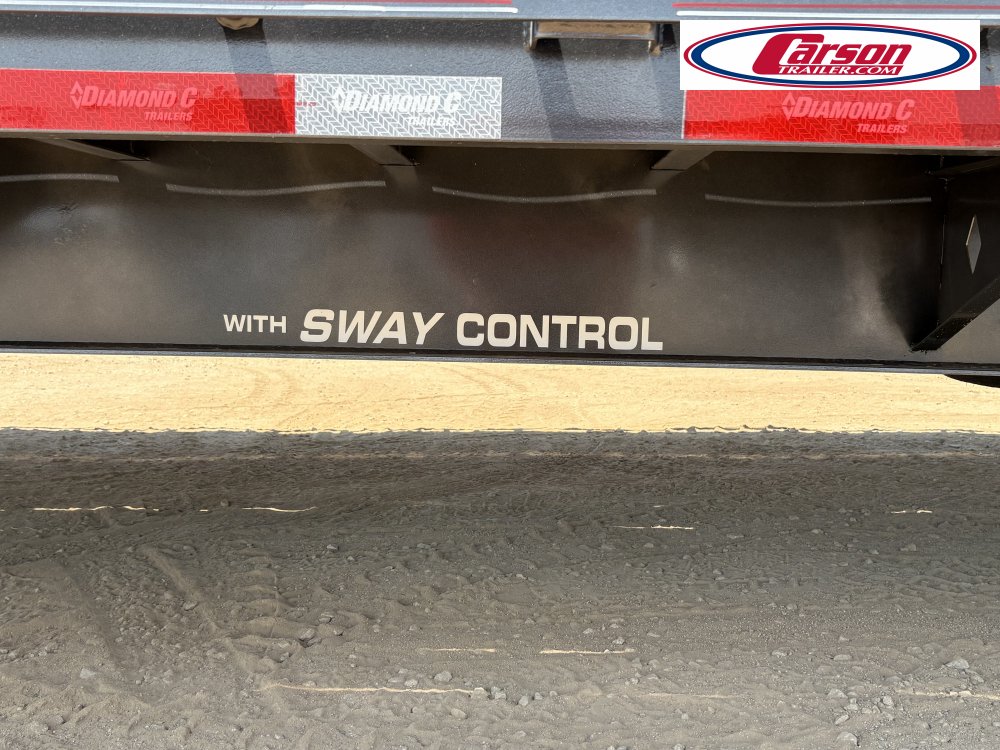 Carson
TRAILER.COM
DIAMOND C
TRAILERS
DIAMOND C
TRAILERS
DIAMOND C
TRAILERS
WITH SWAY CONTROL